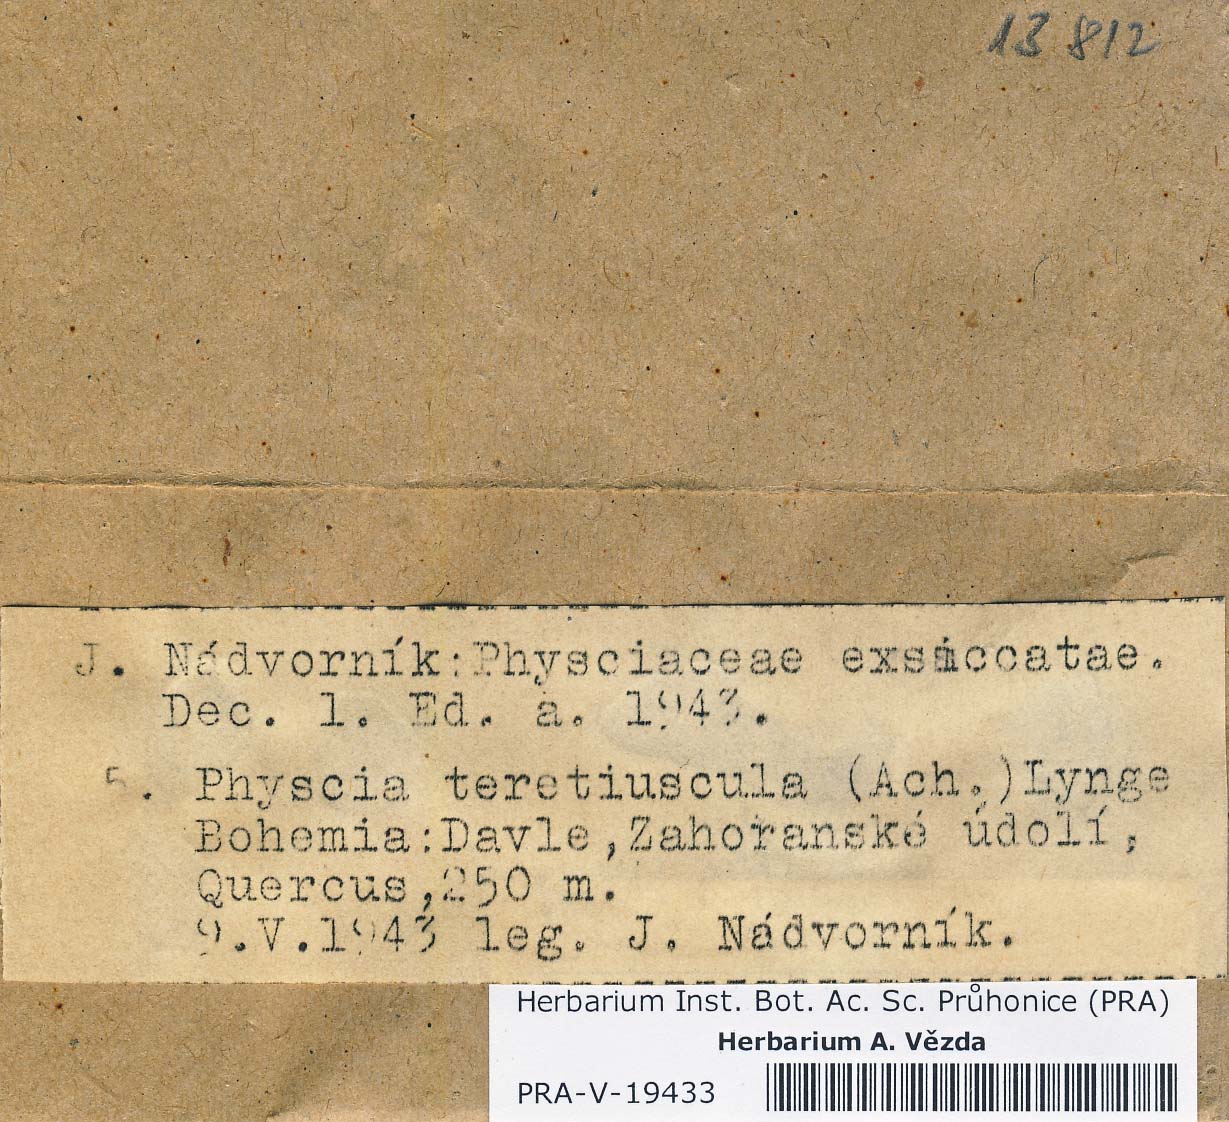 13 812
J. Nádvorník:Physciaceae exsiccatae.
Dec. 1. Ed. a. 1943.
5. Physcia teretiuscula (Ach.)Lynge
Bohemia:Davle,Zahořanské údolí,
Quercus,250 m.
9.V.1943 leg. J. Nádvorník.
Herbarium Inst. Bot. Ac. Sc. Průhonice (PRA)
Herbarium A. Vězda
PRA-V-19433